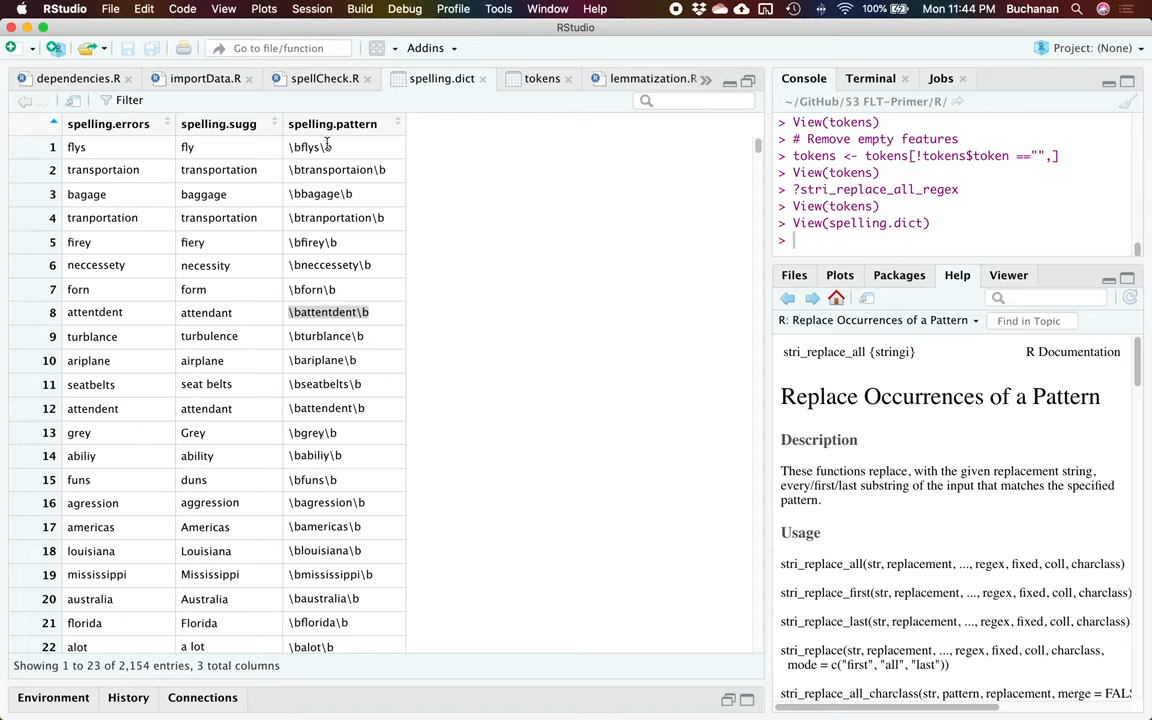 RStudio File Edit Code View Plots Session Build Debug Profile Tools Window Help 100% Mon 11:44 PM Buchanan
RStudio
Go to file/function Addins Project: (None)
dependencies.R importData.R spellCheck.R spelling.dict tokens lemmatization.R
Filter
spelling.errors spelling.sugg spelling.pattern
1 flys fly \bflys\b
2 transportaion transportation \btransportaion\b
3 bagage baggage \bbagage\b
4 tranportation transportation \btranportation\b
5 firey fiery \bfirey\b
6 neccessety necessity \bneccessety\b
7 forn form \bforn\b
8 attentdent attendant \battentdent\b
9 turblance turbulence \bturblance\b
10 ariplane airplane \bariplane\b
11 seatbelts seat belts \bseatbelts\b
12 attendent attendant \battendent\b
13 grey Grey \bgrey\b
14 abiliy ability \babiliy\b
15 funs duns \bfuns\b
16 agression aggression \bagression\b
17 americas Americas \bamericas\b
18 louisiana Louisiana \blouisiana\b
19 mississippi Mississippi \bmississippi\b
20 australia Australia \baustralia\b
21 florida Florida \bflorida\b
22 alot a lot \balot\b
Showing 1 to 23 of 2,154 entries, 3 total columns
Environment History Connections
Console Terminal Jobs
~/GitHub/53 FLT-Primer/R/
> View(tokens)
> # Remove empty features
> tokens <- tokens[!tokens$token =="",]
> View(tokens)
> ?stri_replace_all_regex
> View(tokens)
> View(spelling.dict)
>
Files Plots Packages Help Viewer
R: Replace Occurrences of a Pattern Find in Topic
stri_replace_all {stringi} R Documentation
Replace Occurrences of a Pattern
Description
These functions replace, with the given replacement string,
every/first/last substring of the input that matches the specified
pattern.
Usage
stri_replace_all(str, replacement, ..., regex, fixed, coll, charclass)
stri_replace_first(str, replacement, ..., regex, fixed, coll, charclass)
stri_replace_last(str, replacement, ..., regex, fixed, coll, charclass)
stri_replace(str, replacement, ..., regex, fixed, coll, charclass,
mode = c("first", "all", "last"))
stri_replace_all_charclass(str, pattern, replacement, merge = FAL